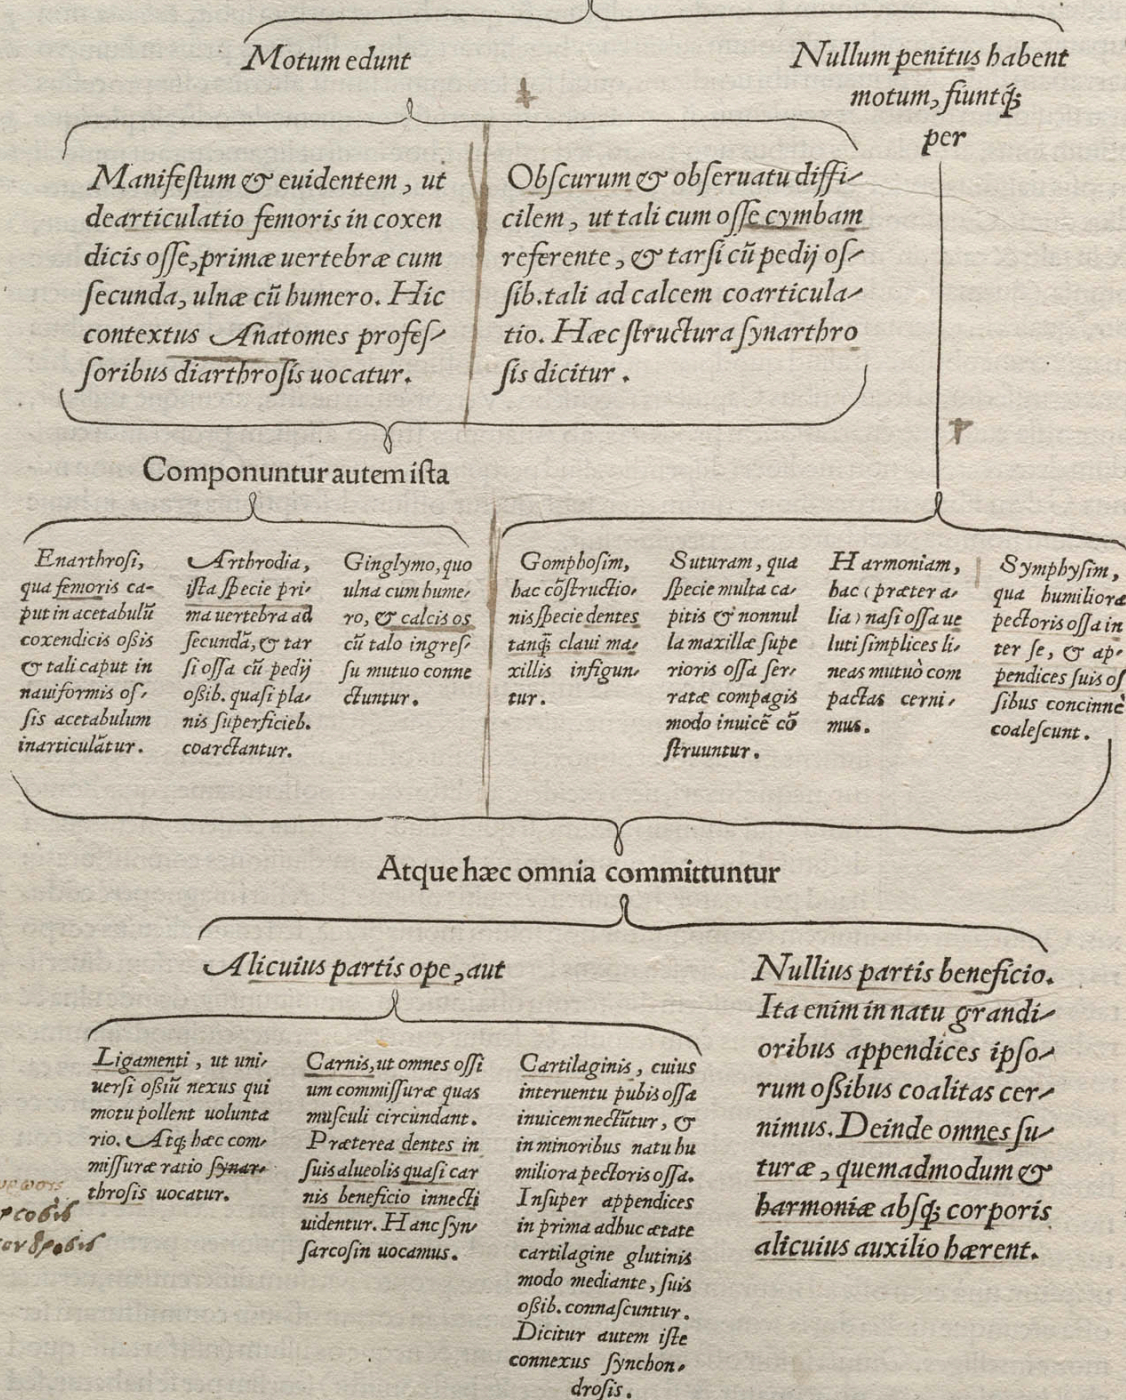 Motum edunt
Nullum penitus habent
motum, fiuntq́;
per
Manifestum & euidentem, ut
dearticulatio femoris in coxen
dicis osse, primæ uertebræ cum
secunda, ulnæ cū humero. Hic
contextus Anatomes profes-
soribus diarthrosis uocatur.
Obscurum & obseruatu diffi-
cilem, ut tali cum osse cymbam
referente, & tarsi cū pedij os-
sib. tali ad calcem coarticula-
tio. Hæc structura synarthro
sis dicitur.
Componuntur autem ista
Enarthrosi,
qua femoris ca-
put in acetabulū
coxendicis oßis
& tali caput in
nauiformis os-
sis acetabulum
inarticulātur.
Arthrodia,
ista specie pri-
ma uertebra ad
secundā, & tar
si ossa cū pedij
oßib. quasi pla-
nis superficieb.
coarctantur.
Ginglymo, quo
ulna cum hume-
ro, & calcis os
cū talo ingres-
su mutuo conne
ctuntur.
Gomphosim,
hac cōstructio-
nis specie dentes
tanq̄ claui ma-
xillis infigun-
tur.
Suturam, qua
specie multa ca-
pitis & nonnul
la maxillæ supe
rioris ossa ser-
ratæ compagis
modo inuicē cō
struuntur.
Harmoniam,
hac (præter a-
lia) nasi ossa ue
luti simplices li-
neas mutuò com
pactas cerni-
mus.
Symphysim,
qua humiliora
pectoris ossa in
ter se, & ap-
pendices suis os
sibus concinnè
coalescunt.
Atque hæc omnia committuntur
Alicuius partis ope, aut
Nullius partis beneficio.
Ita enim in natu grandi-
oribus appendices ipso-
rum oßibus coalitas cer-
nimus. Deinde omnes su-
turæ, quemadmodum &
harmoniæ absq; corporis
alicuius auxilio hærent.
Ligamenti, ut uni-
uersi oßiū nexus qui
motu pollent uolunta
rio. Atq; hæc com-
missuræ ratio synar-
throsis uocatur.
Carnis, ut omnes ossi
um commissuræ quas
musculi circundant.
Præterea dentes in
suis alueolis quasi car
nis beneficio innecti
uidentur. Hanc syn-
sarcosin uocamus.
Cartilaginis, cuius
interuentu pubis ossa
inuicem nectūtur, &
in minoribus natu hu
miliora pectoris ossa.
Insuper appendices
in prima adhuc ætate
cartilagine glutinis
modo mediante, suis
oßib. connascuntur.
Dicitur autem iste
connexus synchon-
drosis.